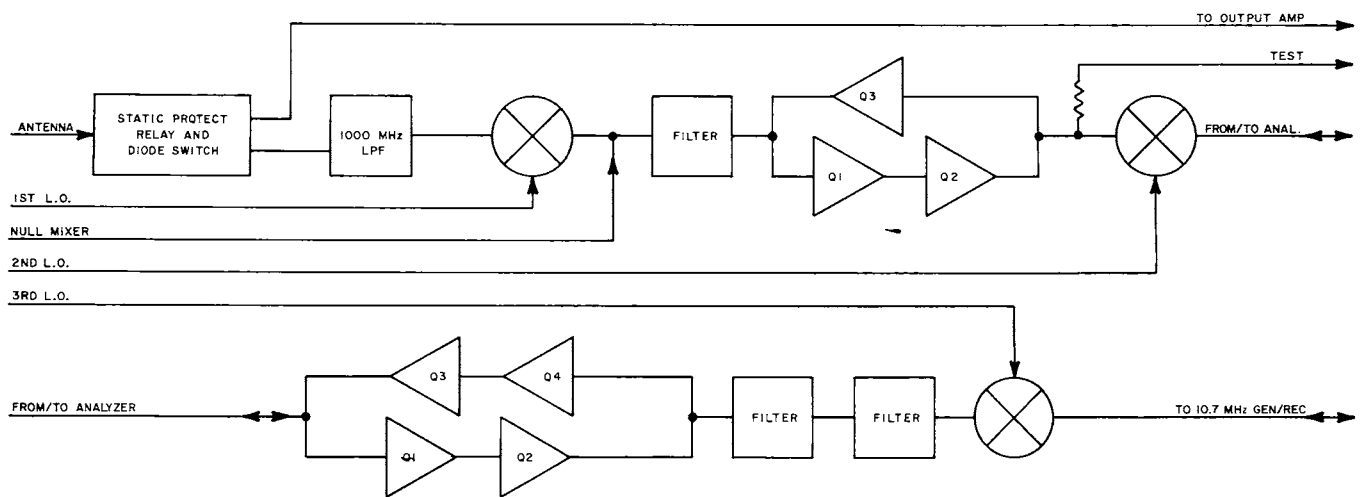 TO OUTPUT AMP
TEST
ANTENNA
STATIC PROTECT
RELAY AND
DIODE SWITCH
1000 MHz
LPF
FILTER
Q3
Q1
Q2
FROM/TO ANAL.
1ST L.O.
NULL MIXER
2ND L.O.
3RD L.O.
FROM/TO ANALYZER
Q3
Q4
Q1
Q2
FILTER
FILTER
TO 10.7 MHz GEN/REC